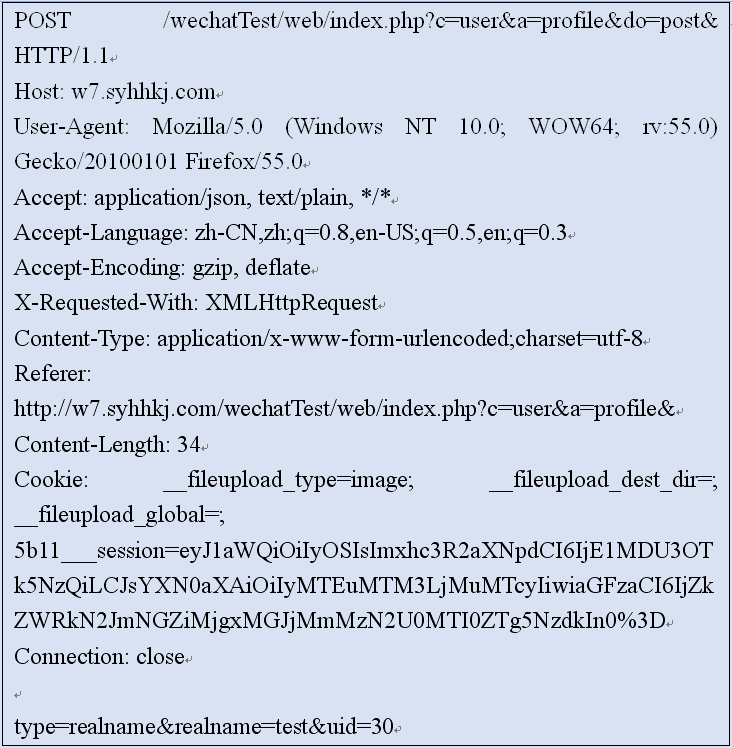 POST /wechatTest/web/index.php?c=user&a=profile&do=post&
HTTP/1.1
Host: w7.syhhkj.com
User-Agent: Mozilla/5.0 (Windows NT 10.0; WOW64; rv:55.0)
Gecko/20100101 Firefox/55.0
Accept: application/json, text/plain, */*
Accept-Language: zh-CN,zh;q=0.8,en-US;q=0.5,en;q=0.3
Accept-Encoding: gzip, deflate
X-Requested-With: XMLHttpRequest
Content-Type: application/x-www-form-urlencoded;charset=utf-8
Referer:
http://w7.syhhkj.com/wechatTest/web/index.php?c=user&a=profile&
Content-Length: 34
Cookie: __fileupload_type=image; __fileupload_dest_dir=;
__fileupload_global=;
5b11___session=eyJ1aWQiOiIyOSIsImxhc3R2aXNpdCI6IjE1MDU3OT
k5NzQiLCJsYXN0aXAiOiIyMTEuMTM3LjMuMTcyIiwiaGFzaCI6IjZk
ZWRkN2JmNGZiMjgxMGJjMmMzN2U0MTI0ZTg5NzdkIn0%3D
Connection: close
type=realname&realname=test&uid=30